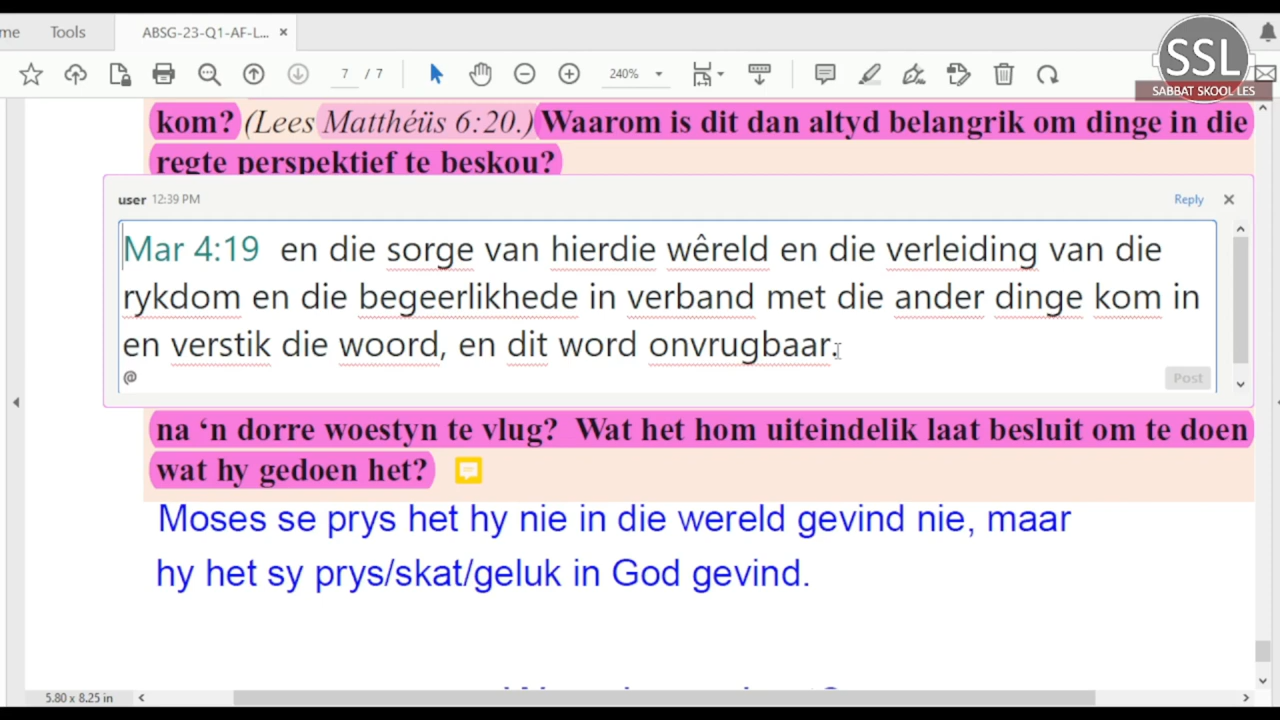 me Tools ABSG-23-Q1-AF-L... ×
SSL
SABBAT SKOOL LES
7 / 7 240%
kom? (Lees Matthéüs 6:20.) Waarom is dit dan altyd belangrik om dinge in die
regte perspektief te beskou?
user 12:39 PM Reply
Mar 4:19 en die sorge van hierdie wêreld en die verleiding van die
rykdom en die begeerlikhede in verband met die ander dinge kom in
en verstik die woord, en dit word onvrugbaar.
@ Post
na ‘n dorre woestyn te vlug? Wat het hom uiteindelik laat besluit om te doen
wat hy gedoen het?
Moses se prys het hy nie in die wereld gevind nie, maar
hy het sy prys/skat/geluk in God gevind.
5.80 x 8.25 in